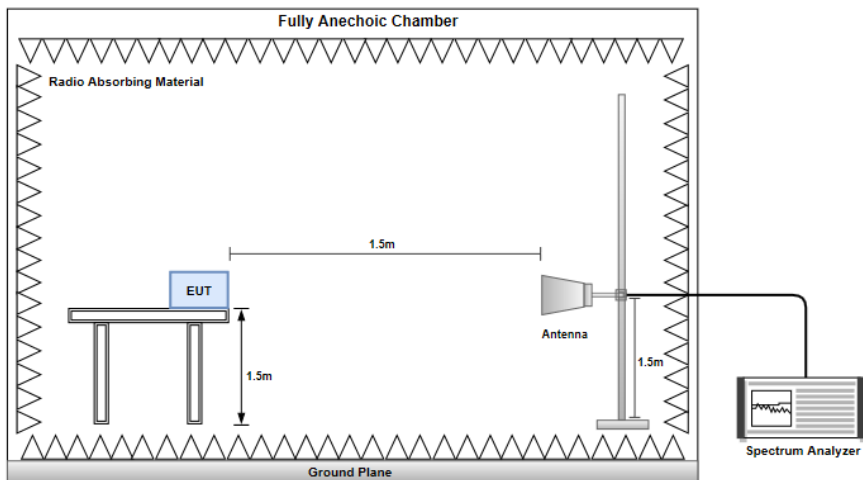 Fully Anechoic Chamber
Radio Absorbing Material
1.5m
EUT
Antenna
1.5m
1.5m
Spectrum Analyzer
Ground Plane